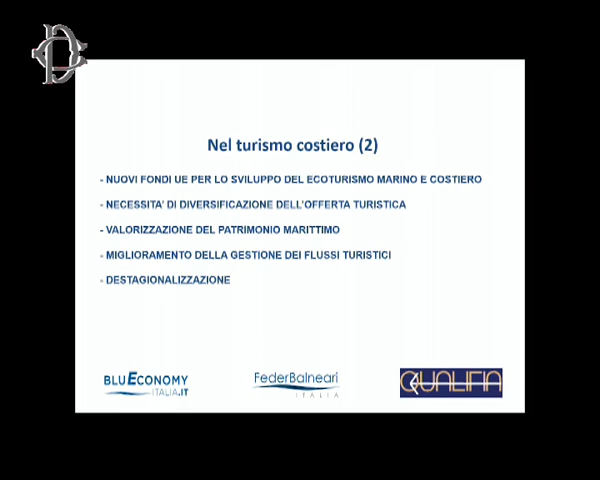 Nel turismo costiero (2)
- NUOVI FONDI UE PER LO SVILUPPO DEL ECOTURISMO MARINO E COSTIERO
- NECESSITA' DI DIVERSIFICAZIONE DELL'OFFERTA TURISTICA
- VALORIZZAZIONE DEL PATRIMONIO MARITTIMO
- MIGLIORAMENTO DELLA GESTIONE DEI FLUSSI TURISTICI
- DESTAGIONALIZZAZIONE
BLUECONOMY
ITALIA.IT
FederBalneari
ITALIA
QUALIFIA